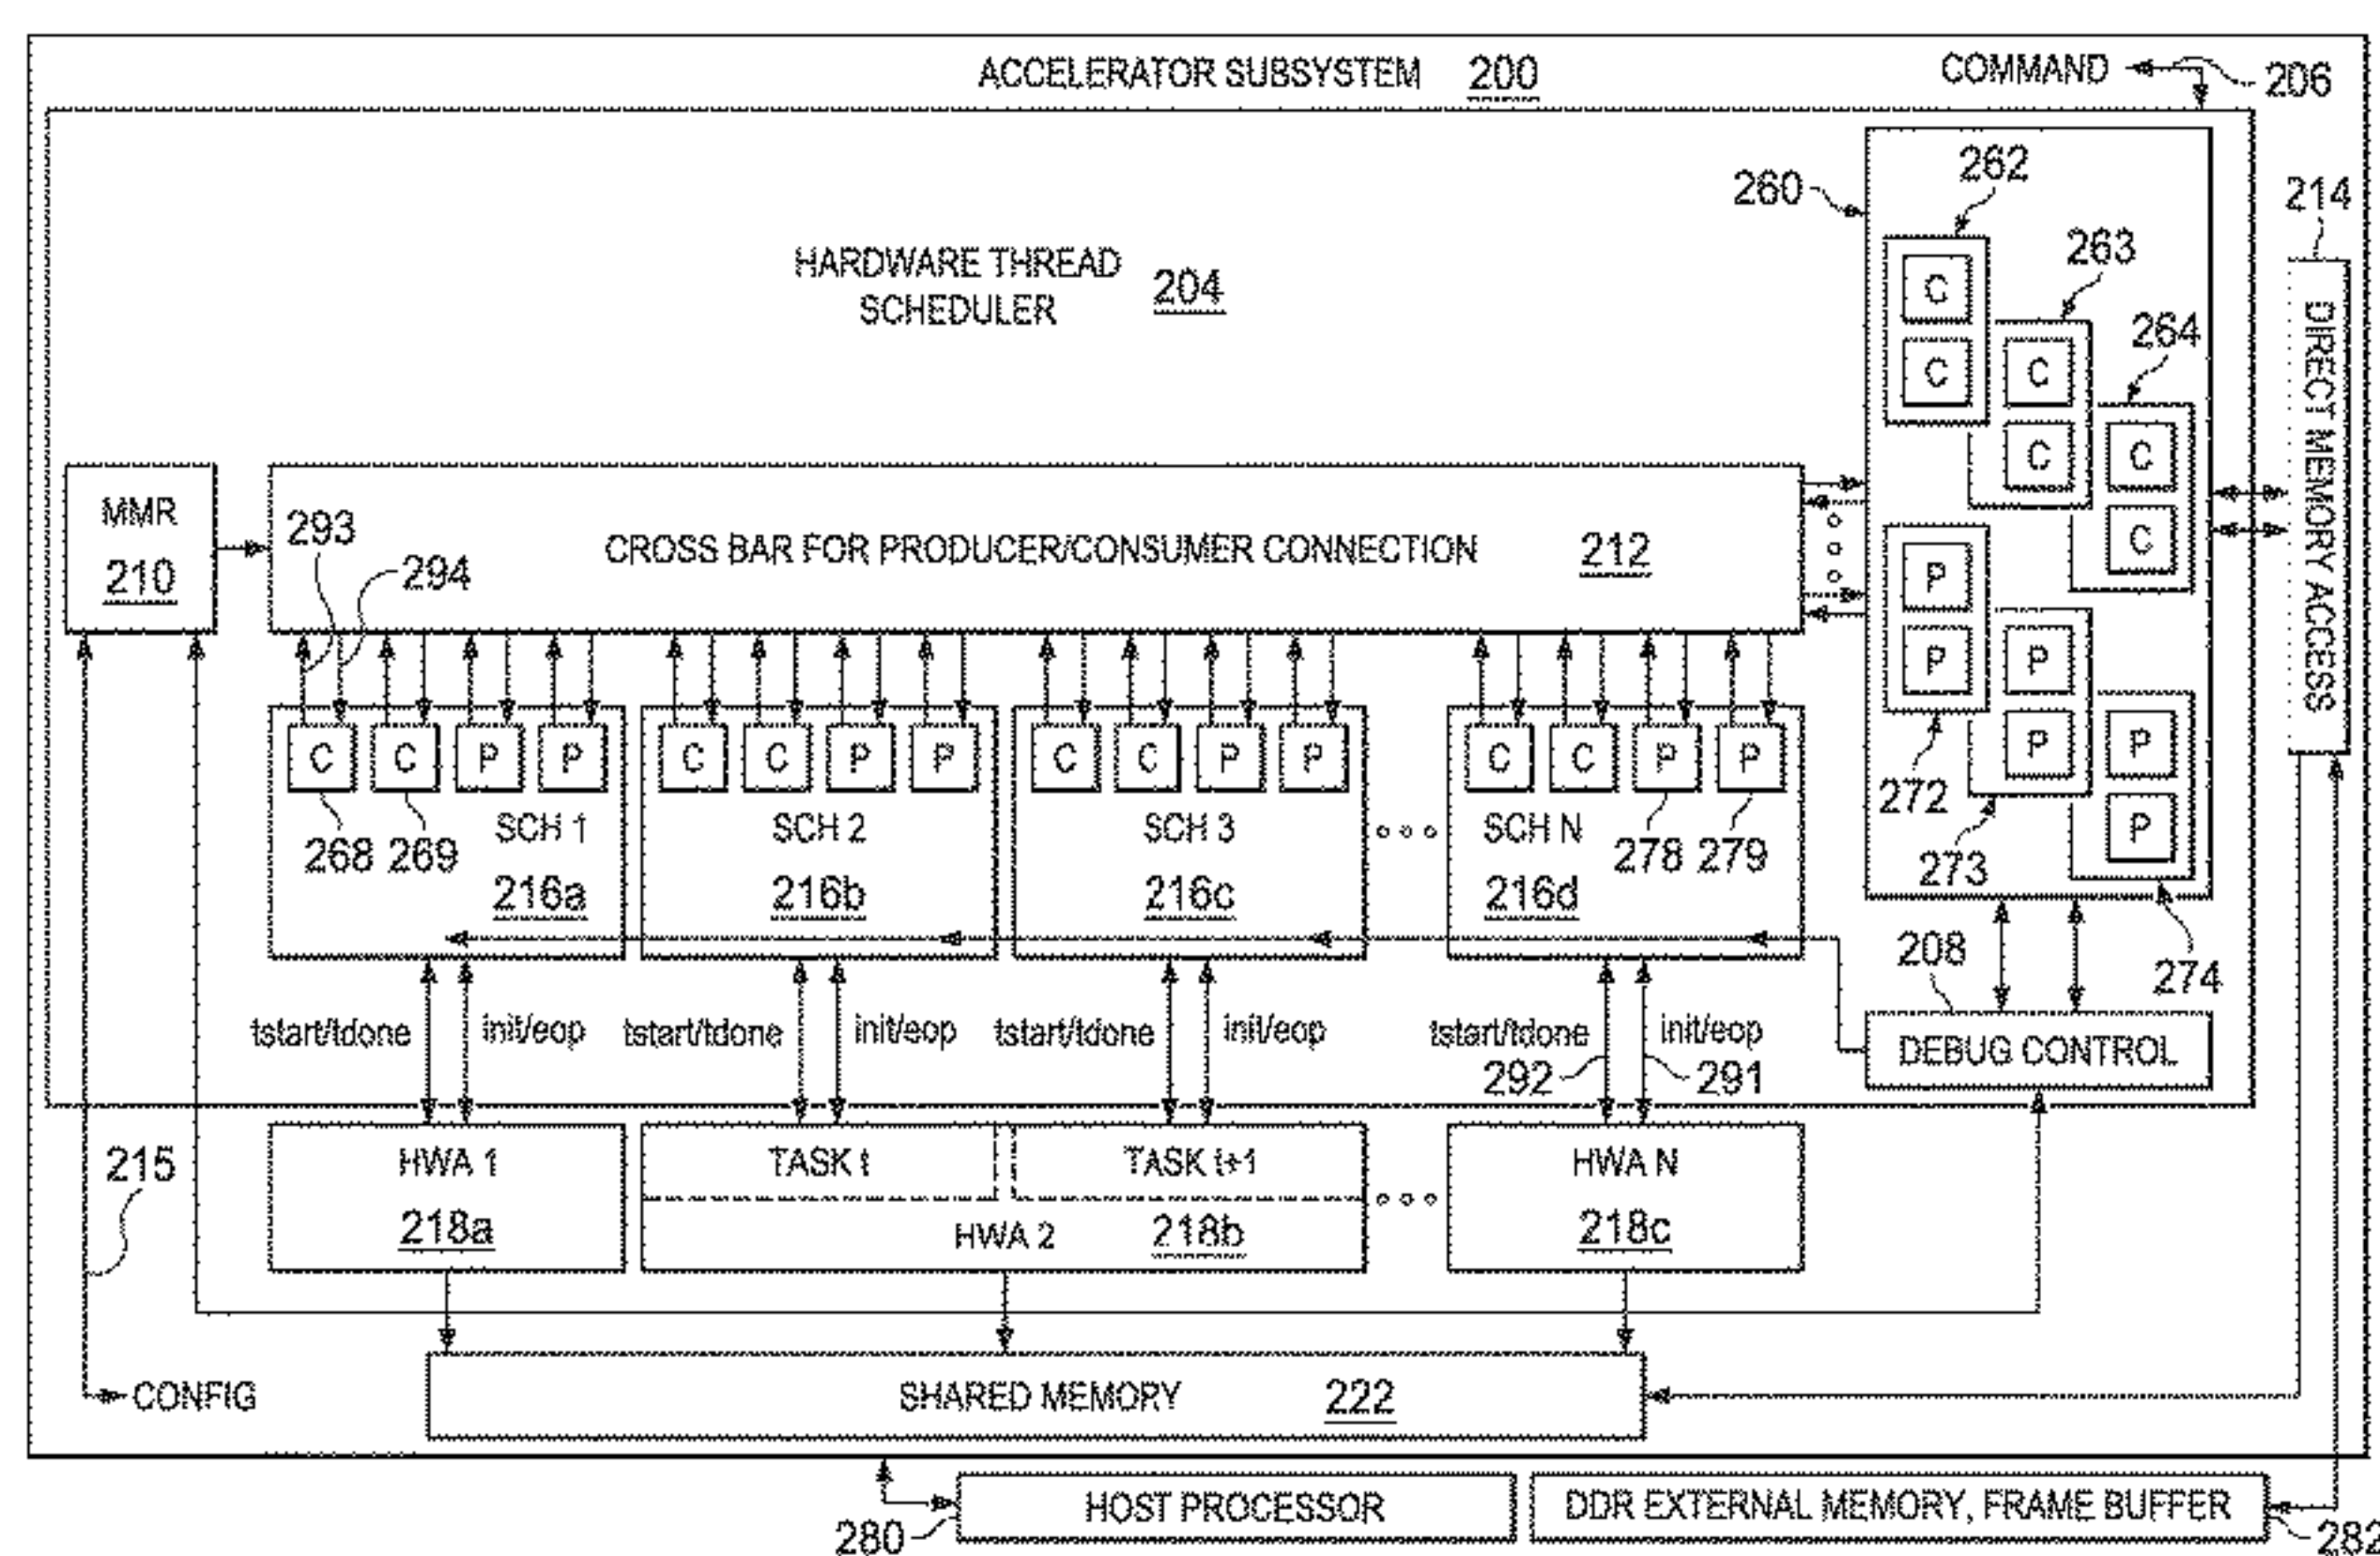 ACCELERATOR SUBSYSTEM 200
COMMAND 206
HARDWARE THREAD
SCHEDULER 204
260
262
263
264
214
DIRECT MEMORY ACCESS
C
C
C
C
C
C
P
P
P
P
P
P
272
273
274
MMR
210
293
294
CROSS BAR FOR PRODUCER/CONSUMER CONNECTION 212
C C P P
268 269 SCH 1
216a
C C P P
SCH 2
216b
C C P P
SCH 3
216c
C C P P
SCH N 278 279
216d
208
DEBUG CONTROL
tstart/tdone init/eop
tstart/tdone init/eop
tstart/tdone init/eop
tstart/tdone init/eop
292 291
215
HWA 1
218a
TASK t TASK t+1
HWA 2 218b
HWA N
218c
CONFIG
SHARED MEMORY 222
HOST PROCESSOR
280
DDR EXTERNAL MEMORY, FRAME BUFFER
282